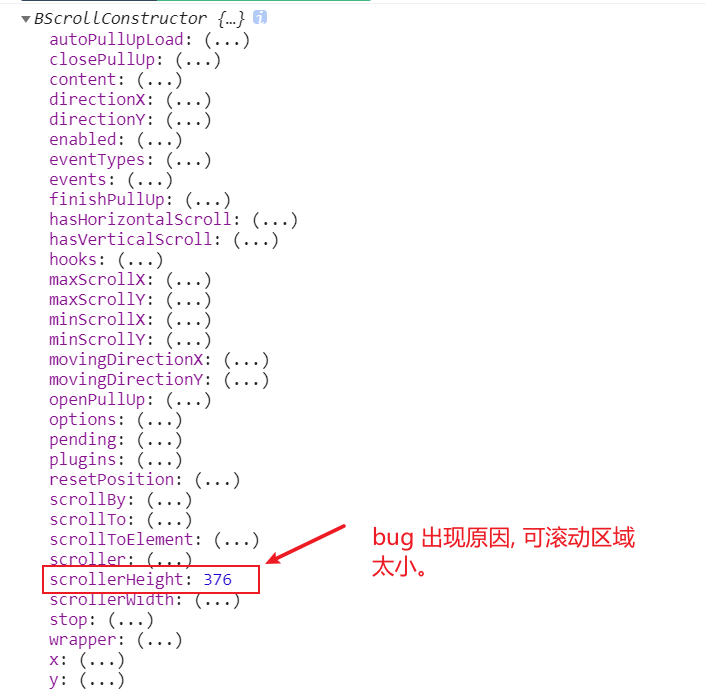 BScrollConstructor {…} i
autoPullUpLoad: (...)
closePullUp: (...)
content: (...)
directionX: (...)
directionY: (...)
enabled: (...)
eventTypes: (...)
events: (...)
finishPullUp: (...)
hasHorizontalScroll: (...)
hasVerticalScroll: (...)
hooks: (...)
maxScrollX: (...)
maxScrollY: (...)
minScrollX: (...)
minScrollY: (...)
movingDirectionX: (...)
movingDirectionY: (...)
openPullUp: (...)
options: (...)
pending: (...)
plugins: (...)
resetPosition: (...)
scrollBy: (...)
scrollTo: (...)
scrollToElement: (...)
scroller: (...)
scrollerHeight: 376
scrollerWidth: (...)
stop: (...)
wrapper: (...)
x: (...)
y: (...)
bug 出现原因, 可滚动区域
太小。